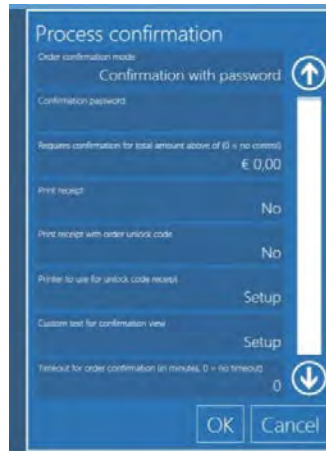 Process confirmation
Order confirmation mode
Confirmation with password
Confirmation password
Requires confirmation for total amount above of (0 = no control)
€ 0,00
Print receipt
No
Print receipt with order unlock code
No
Printer to use for unlock code receipt
Setup
Custom text for confirmation view
Setup
Timeout for order confirmation (in minutes, 0 = no timeout)
0
OK
Cancel